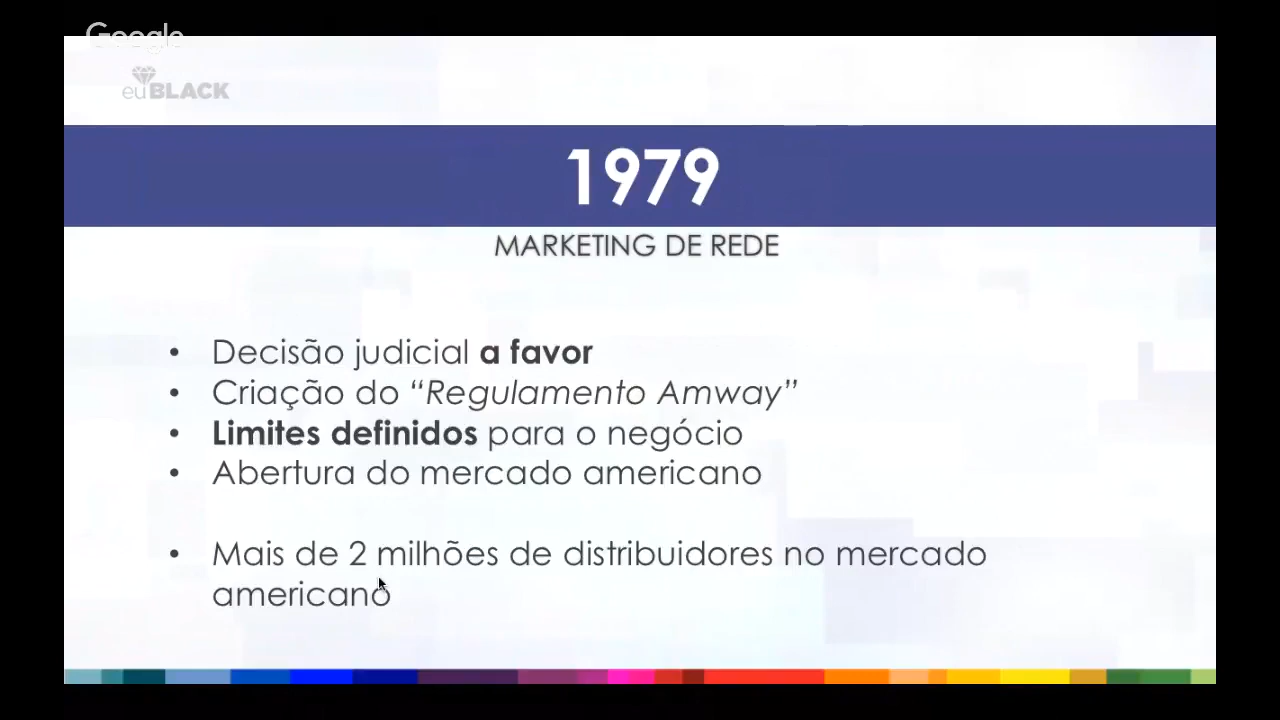 Google
euBLACK
1979
MARKETING DE REDE
• Decisão judicial a favor
• Criação do “Regulamento Amway”
• Limites definidos para o negócio
• Abertura do mercado americano
• Mais de 2 milhões de distribuidores no mercado
americano